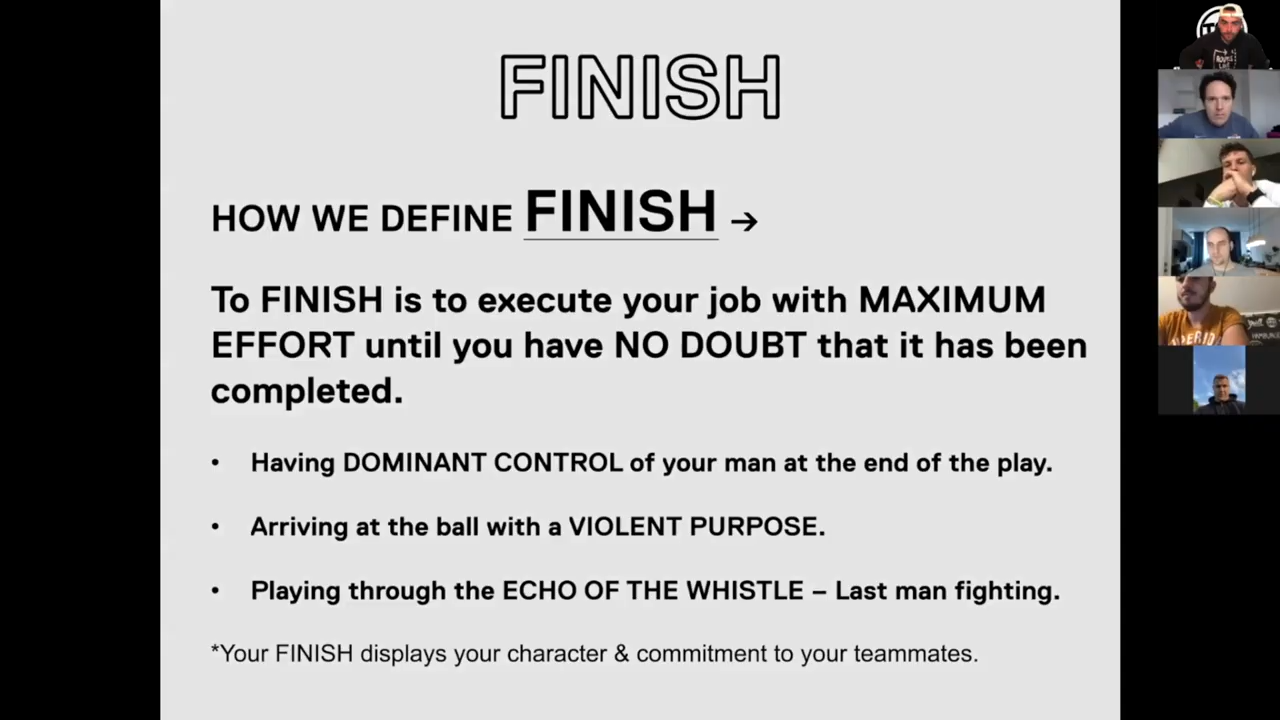 FINISH
HOW WE DEFINE FINISH →
To FINISH is to execute your job with MAXIMUM
EFFORT until you have NO DOUBT that it has been
completed.
• Having DOMINANT CONTROL of your man at the end of the play.
• Arriving at the ball with a VIOLENT PURPOSE.
• Playing through the ECHO OF THE WHISTLE – Last man fighting.
*Your FINISH displays your character & commitment to your teammates.